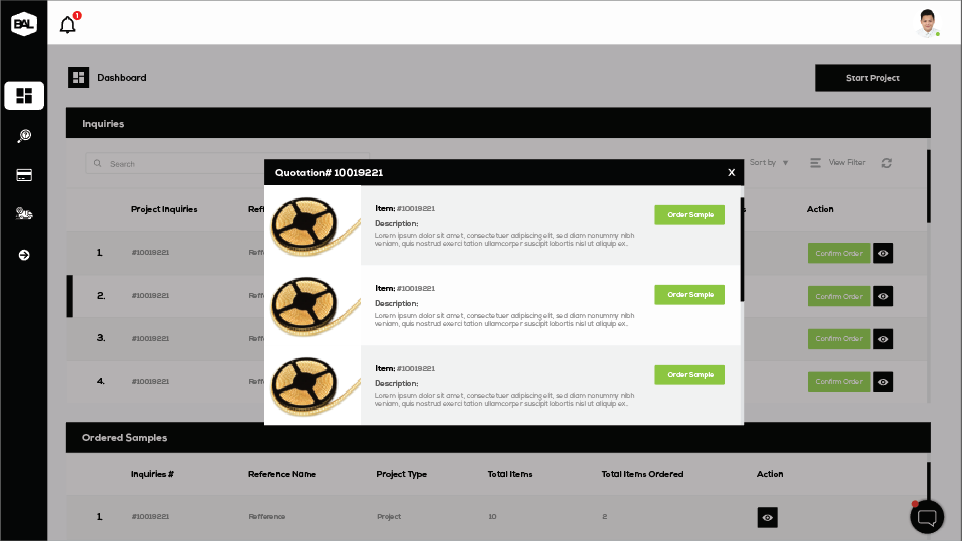 BAL
1
Dashboard
Start Project
Inquiries
Search
Sort by
View Filter
Quotation# 10019221
X
Project Inquiries
Action
1.
#10019221
Confirm Order
2.
#10019221
Confirm Order
3.
#10019221
Confirm Order
4.
#10019221
Confirm Order
Item: #10019221
Order Sample
Description:
Lorem ipsum dolor sit amet, consectetuer adipiscing elit, sed diam nonummy nibh
veniam, quis nostrud exerci tation ullamcorper suscipit lobortis nisl ut aliquip ex..
Item: #10019221
Order Sample
Description:
Lorem ipsum dolor sit amet, consectetuer adipiscing elit, sed diam nonummy nibh
veniam, quis nostrud exerci tation ullamcorper suscipit lobortis nisl ut aliquip ex..
Item: #10019221
Order Sample
Description:
Lorem ipsum dolor sit amet, consectetuer adipiscing elit, sed diam nonummy nibh
veniam, quis nostrud exerci tation ullamcorper suscipit lobortis nisl ut aliquip ex..
Ordered Samples
Inquiries # Reference Name Project Type Total Items Total Items Ordered Action
1. #10019221 Refference Project 10 2